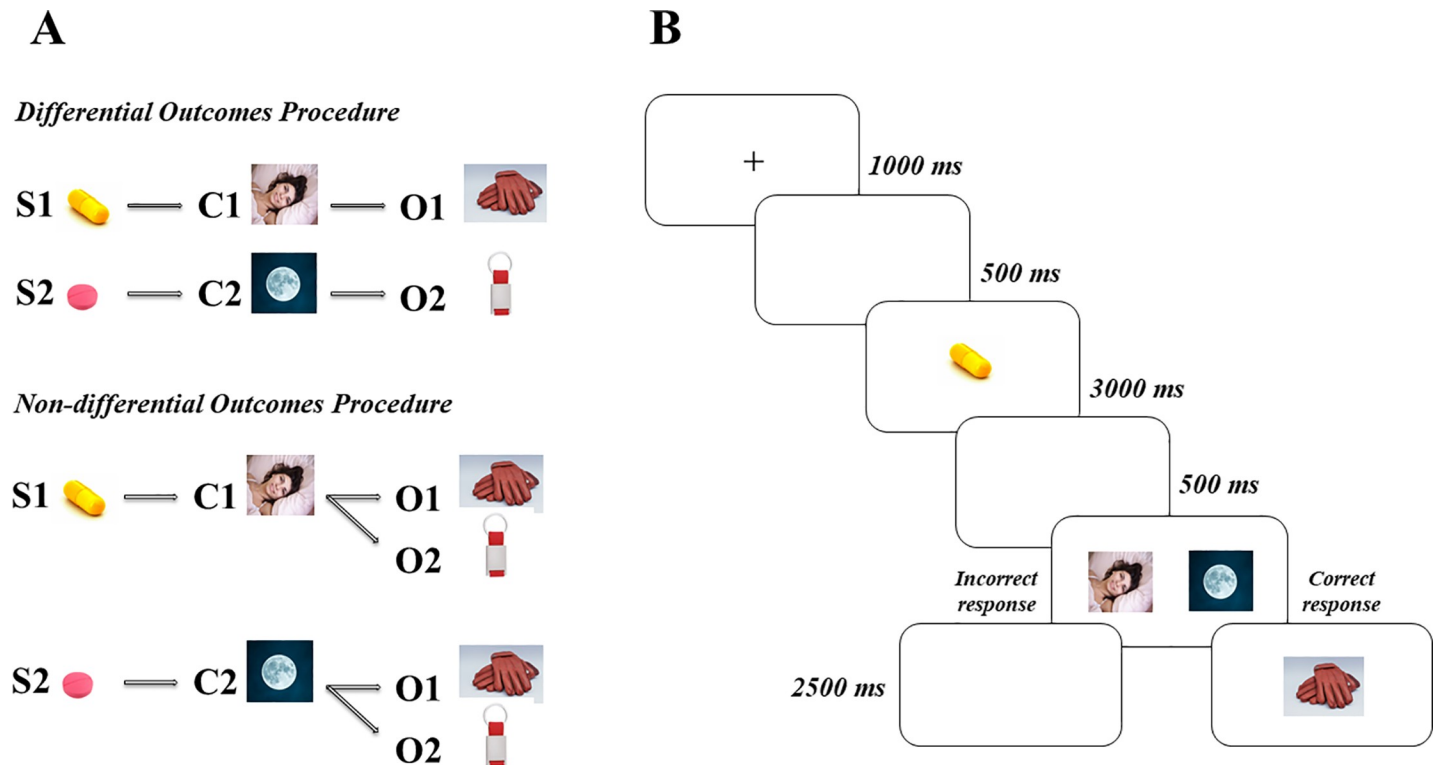 A
Differential Outcomes Procedure
S1 C1 O1
S2 C2 O2
Non-differential Outcomes Procedure
S1 C1 O1
O2
S2 C2 O1
O2
B
+
1000 ms
500 ms
3000 ms
500 ms
Incorrect
response
Correct
response
2500 ms